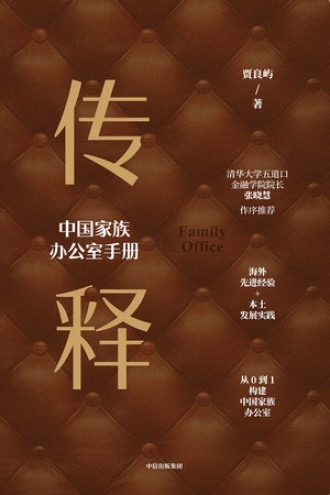 传
释
中国家族
办公室手册
Family
Office
贾良屿
/
著
清华大学五道口
金融学院院长
张晓慧
作序推荐
海外
先进经验
+
本土
发展实践
从0到1
构建
中国家族
办公室
中信出版集团